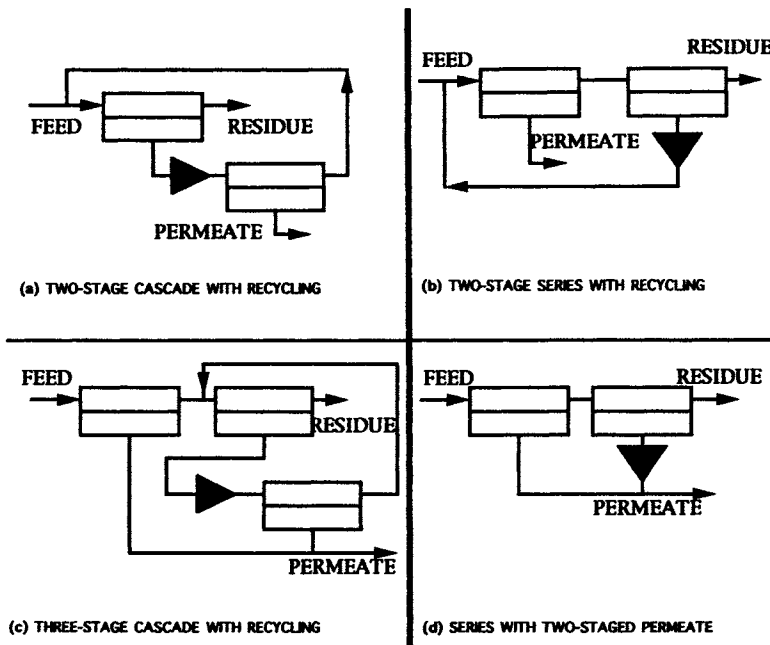 FEED
RESIDUE
PERMEATE
(a) TWO-STAGE CASCADE WITH RECYCLING
FEED
RESIDUE
PERMEATE
(b) TWO-STAGE SERIES WITH RECYCLING
FEED
RESIDUE
PERMEATE
(c) THREE-STAGE CASCADE WITH RECYCLING
FEED
RESIDUE
PERMEATE
(d) SERIES WITH TWO-STAGED PERMEATE